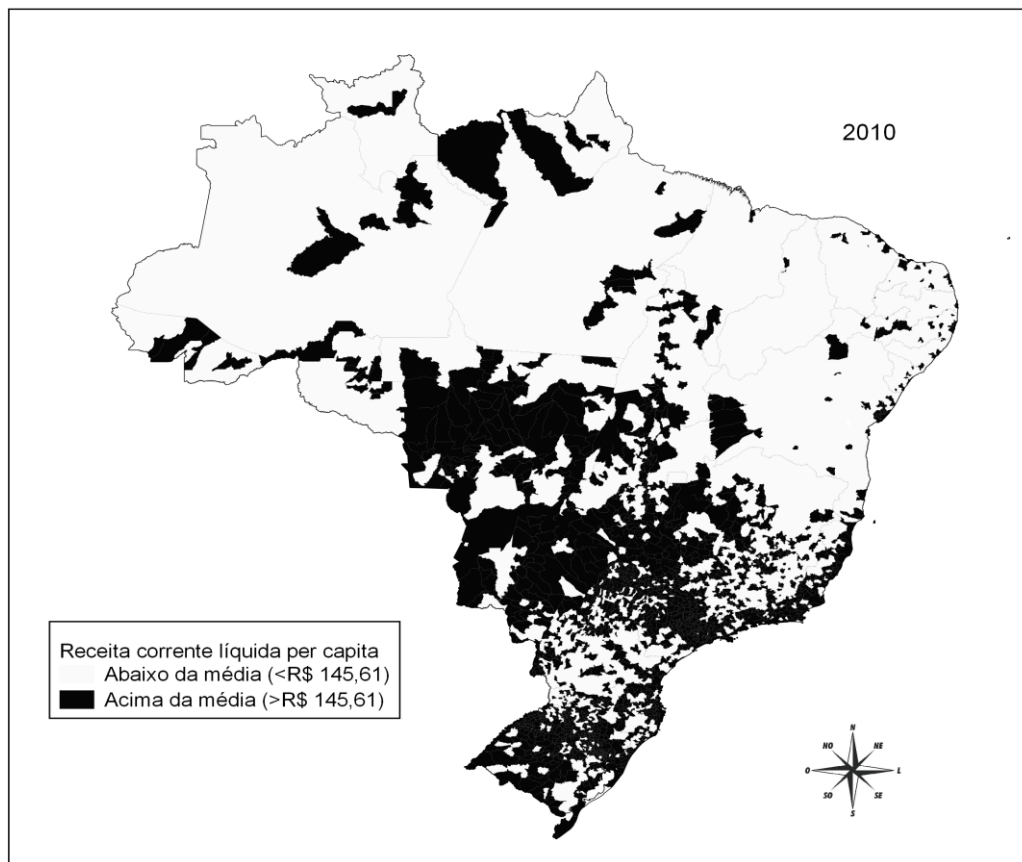 2010
Receita corrente líquida per capita
Abaixo da média (<R$ 145,61)
Acima da média (>R$ 145,61)
N
NO NE
O L
SO SE
S